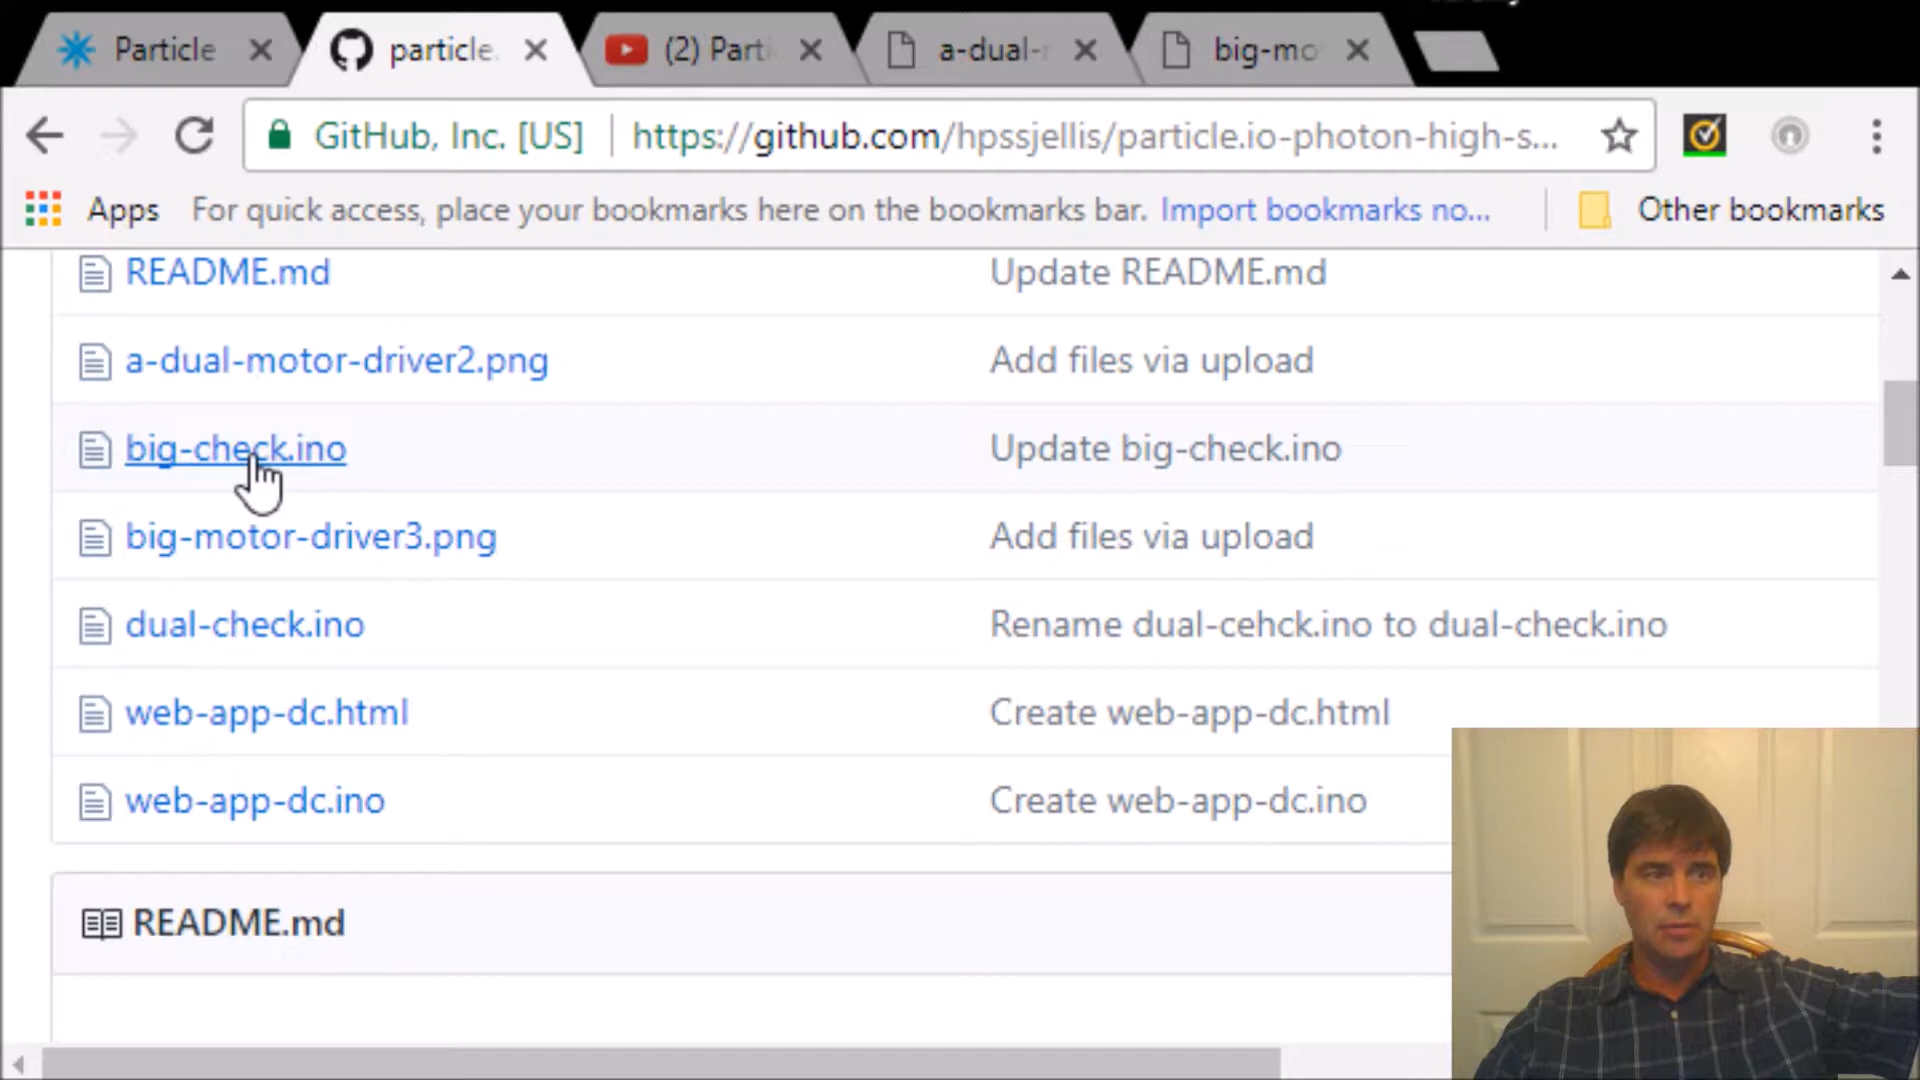 Particle
particle.
(2) Parti
a-dual-
big-mo
GitHub, Inc. [US] https://github.com/hpssjellis/particle.io-photon-high-s...
Apps For quick access, place your bookmarks here on the bookmarks bar. Import bookmarks no... Other bookmarks
README.md Update README.md
a-dual-motor-driver2.png Add files via upload
big-check.ino Update big-check.ino
big-motor-driver3.png Add files via upload
dual-check.ino Rename dual-cehck.ino to dual-check.ino
web-app-dc.html Create web-app-dc.html
web-app-dc.ino Create web-app-dc.ino
README.md